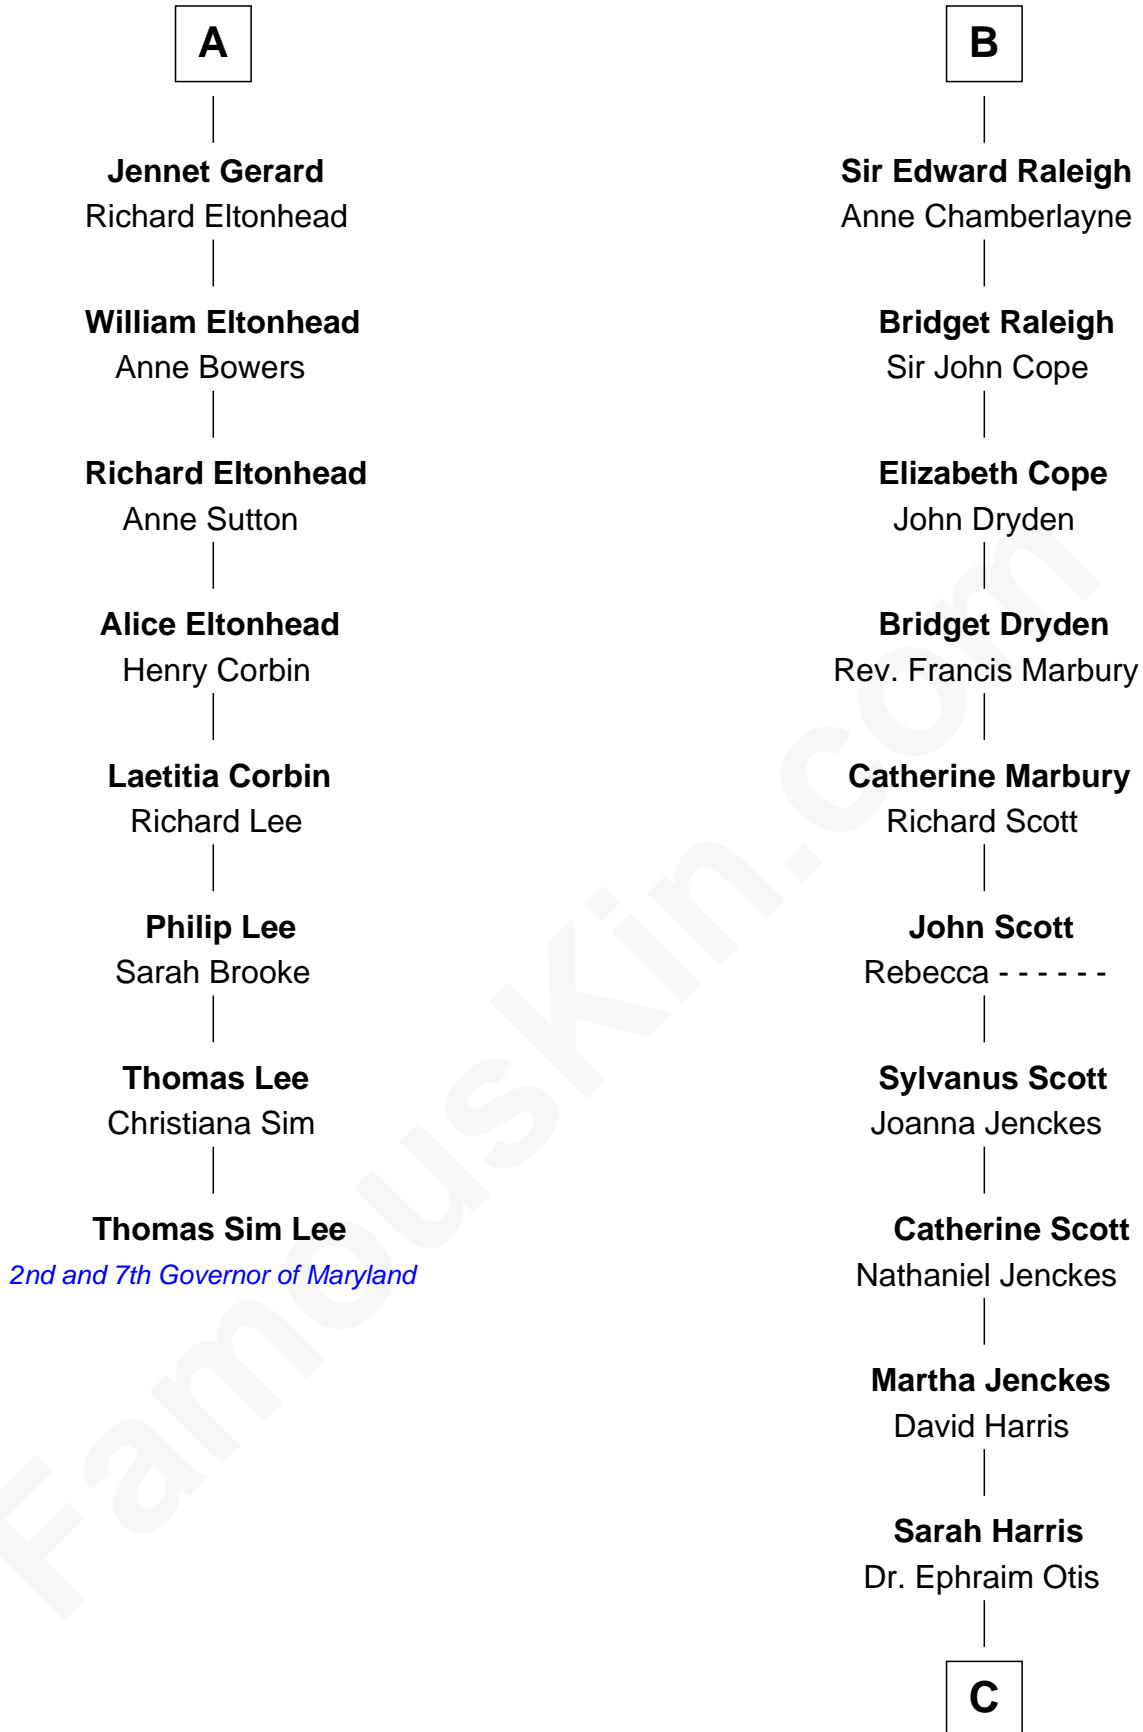 A
Jennet Gerard
Richard Eltonhead
William Eltonhead
Anne Bowers
Richard Eltonhead
Anne Sutton
Alice Eltonhead
Henry Corbin
Laetitia Corbin
Richard Lee
Philip Lee
Sarah Brooke
Thomas Lee
Christiana Sim
Thomas Sim Lee
2nd and 7th Governor of Maryland
B
Sir Edward Raleigh
Anne Chamberlayne
Bridget Raleigh
Sir John Cope
Elizabeth Cope
John Dryden
Bridget Dryden
Rev. Francis Marbury
Catherine Marbury
Richard Scott
John Scott
Rebecca - - - - - -
Sylvanus Scott
Joanna Jenckes
Catherine Scott
Nathaniel Jenckes
Martha Jenckes
David Harris
Sarah Harris
Dr. Ephraim Otis
C
FamousKin.com